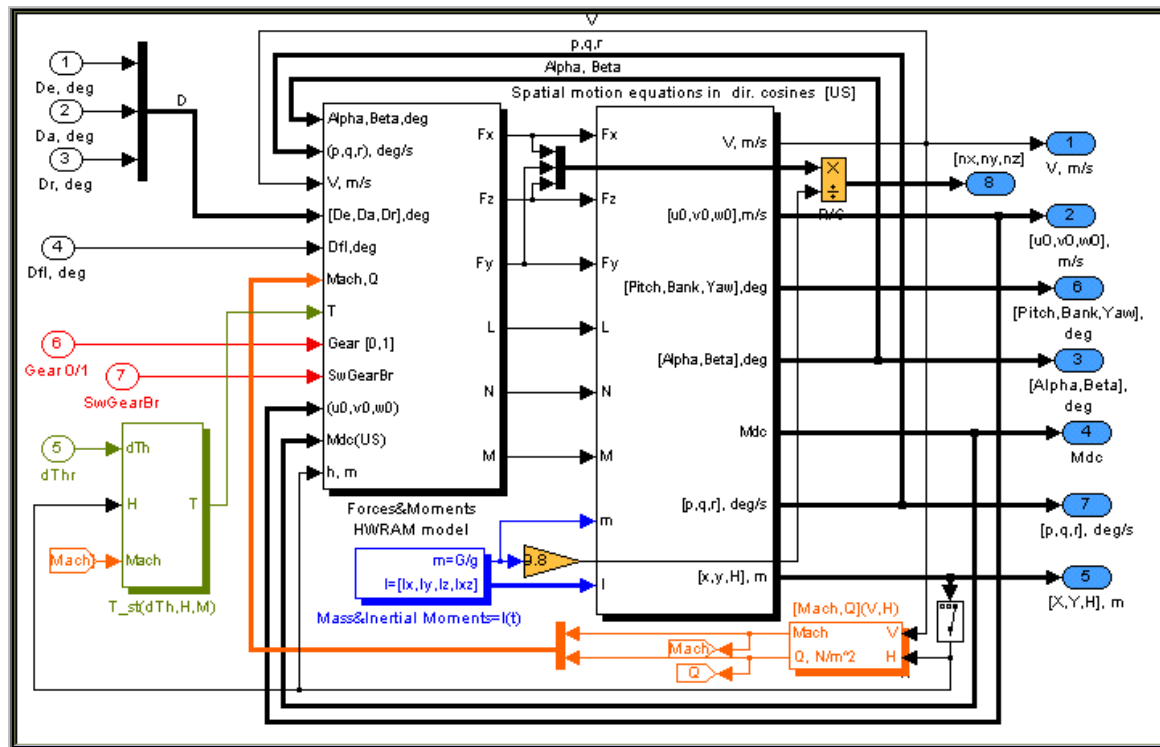 V
p,q,r
Alpha, Beta
Spatial motion equations in dir. cosines [US]
1
De, deg
2
Da, deg
3
Dr, deg
D
4
Dfl, deg
6
Gear 0/1
7
SwGearBr
5
dThr
Mach
dTh
H
T
Mach
T_st(dTh,H,M)
Alpha,Beta,deg
(p,q,r), deg/s
V, m/s
[De,Da,Dr],deg
Dfl,deg
Mach,Q
T
Gear [0,1]
SwGearBr
(u0,v0,w0)
Mdc(US)
h, m
Fx
Fz
Fy
L
N
M
Forces&Moments
HWRAM model
m=G/g
I=[Ix,Iy,Iz,Ixz]
Mass&Inertial Moments=I(t)
9.8
Fx
Fz
Fy
L
N
M
m
I
V, m/s
[u0,v0,w0],m/s
[Pitch,Bank,Yaw],deg
[Alpha,Beta],deg
Mdc
[p,q,r], deg/s
[x,y,H], m
×
÷
[nx,ny,nz]
8
1
V, m/s
2
[u0,v0,w0],
m/s
6
[Pitch,Bank,Yaw],
deg
3
[Alpha,Beta],
deg
4
Mdc
7
[p,q,r], deg/s
5
[X,Y,H], m
[Mach,Q](V,H)
Mach
V
Q, N/m^2
H
Mach
Q